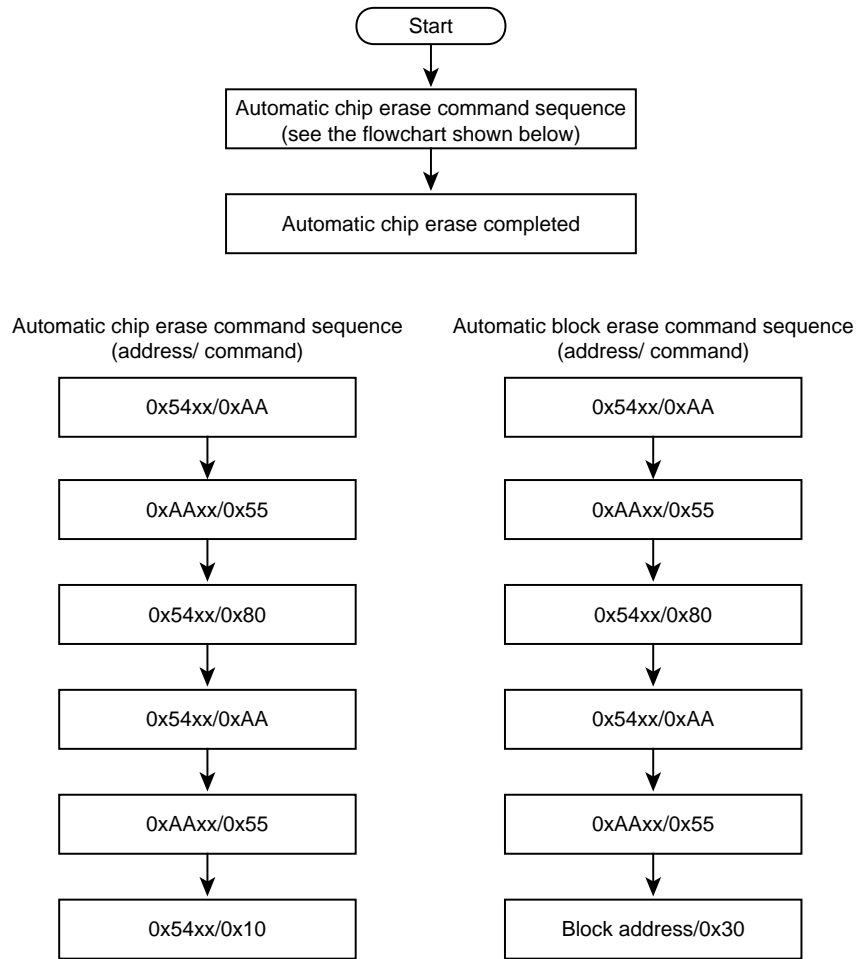 Start
Automatic chip erase command sequence
(see the flowchart shown below)
Automatic chip erase completed
Automatic chip erase command sequence
(address/ command)
0x54xx/0xAA
0xAAxx/0x55
0x54xx/0x80
0x54xx/0xAA
0xAAxx/0x55
0x54xx/0x10
Automatic block erase command sequence
(address/ command)
0x54xx/0xAA
0xAAxx/0x55
0x54xx/0x80
0x54xx/0xAA
0xAAxx/0x55
Block address/0x30